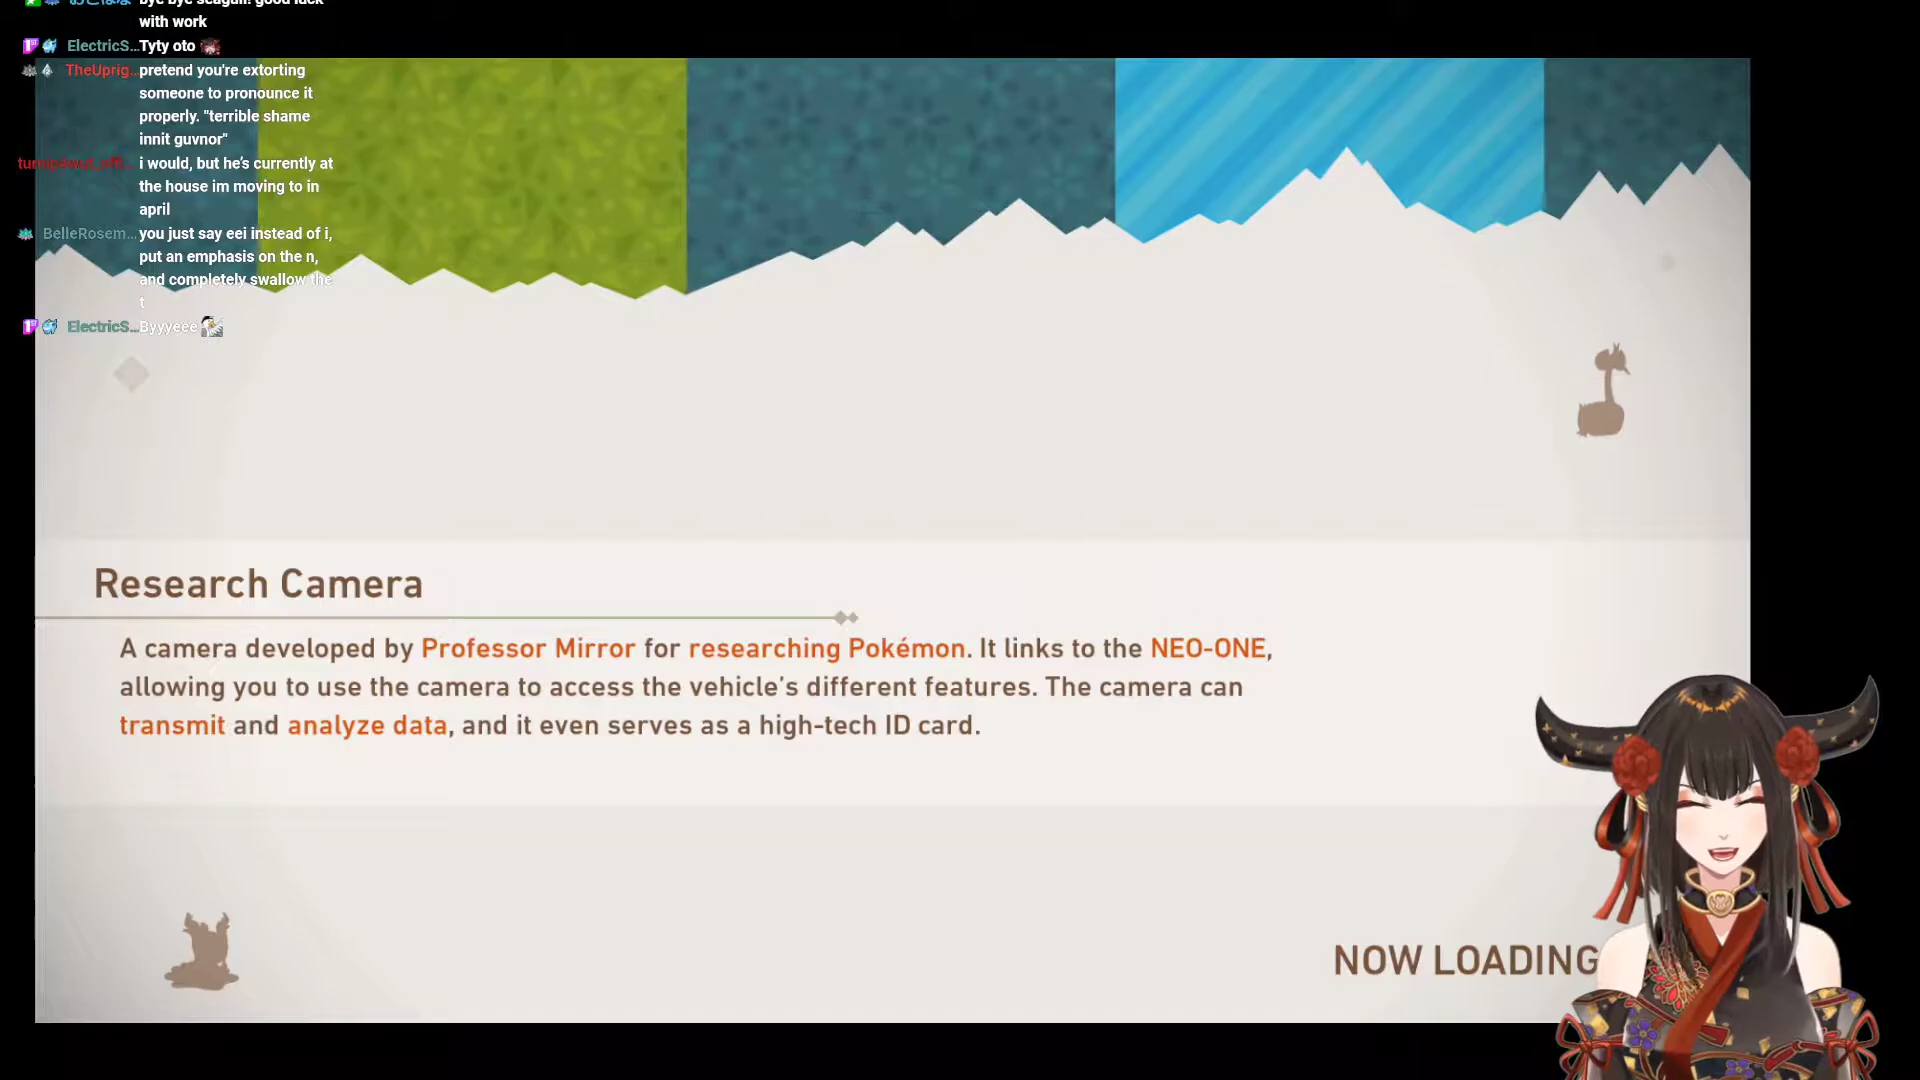 bye bye seagull! good luck
with work
ElectricS... Tyty oto
TheUprig... pretend you're extorting
someone to pronounce it
properly. "terrible shame
innit guvnor"
i would, but he's currently at
the house im moving to in
april
BelleRosem... you just say eei instead of i,
put an emphasis on the n,
and completely swallow the
t
ElectricS... Byyyeee
Research Camera
A camera developed by Professor Mirror for researching Pokémon. It links to the NEO-ONE,
allowing you to use the camera to access the vehicle's different features. The camera can
transmit and analyze data, and it even serves as a high-tech ID card.
NOW LOADING